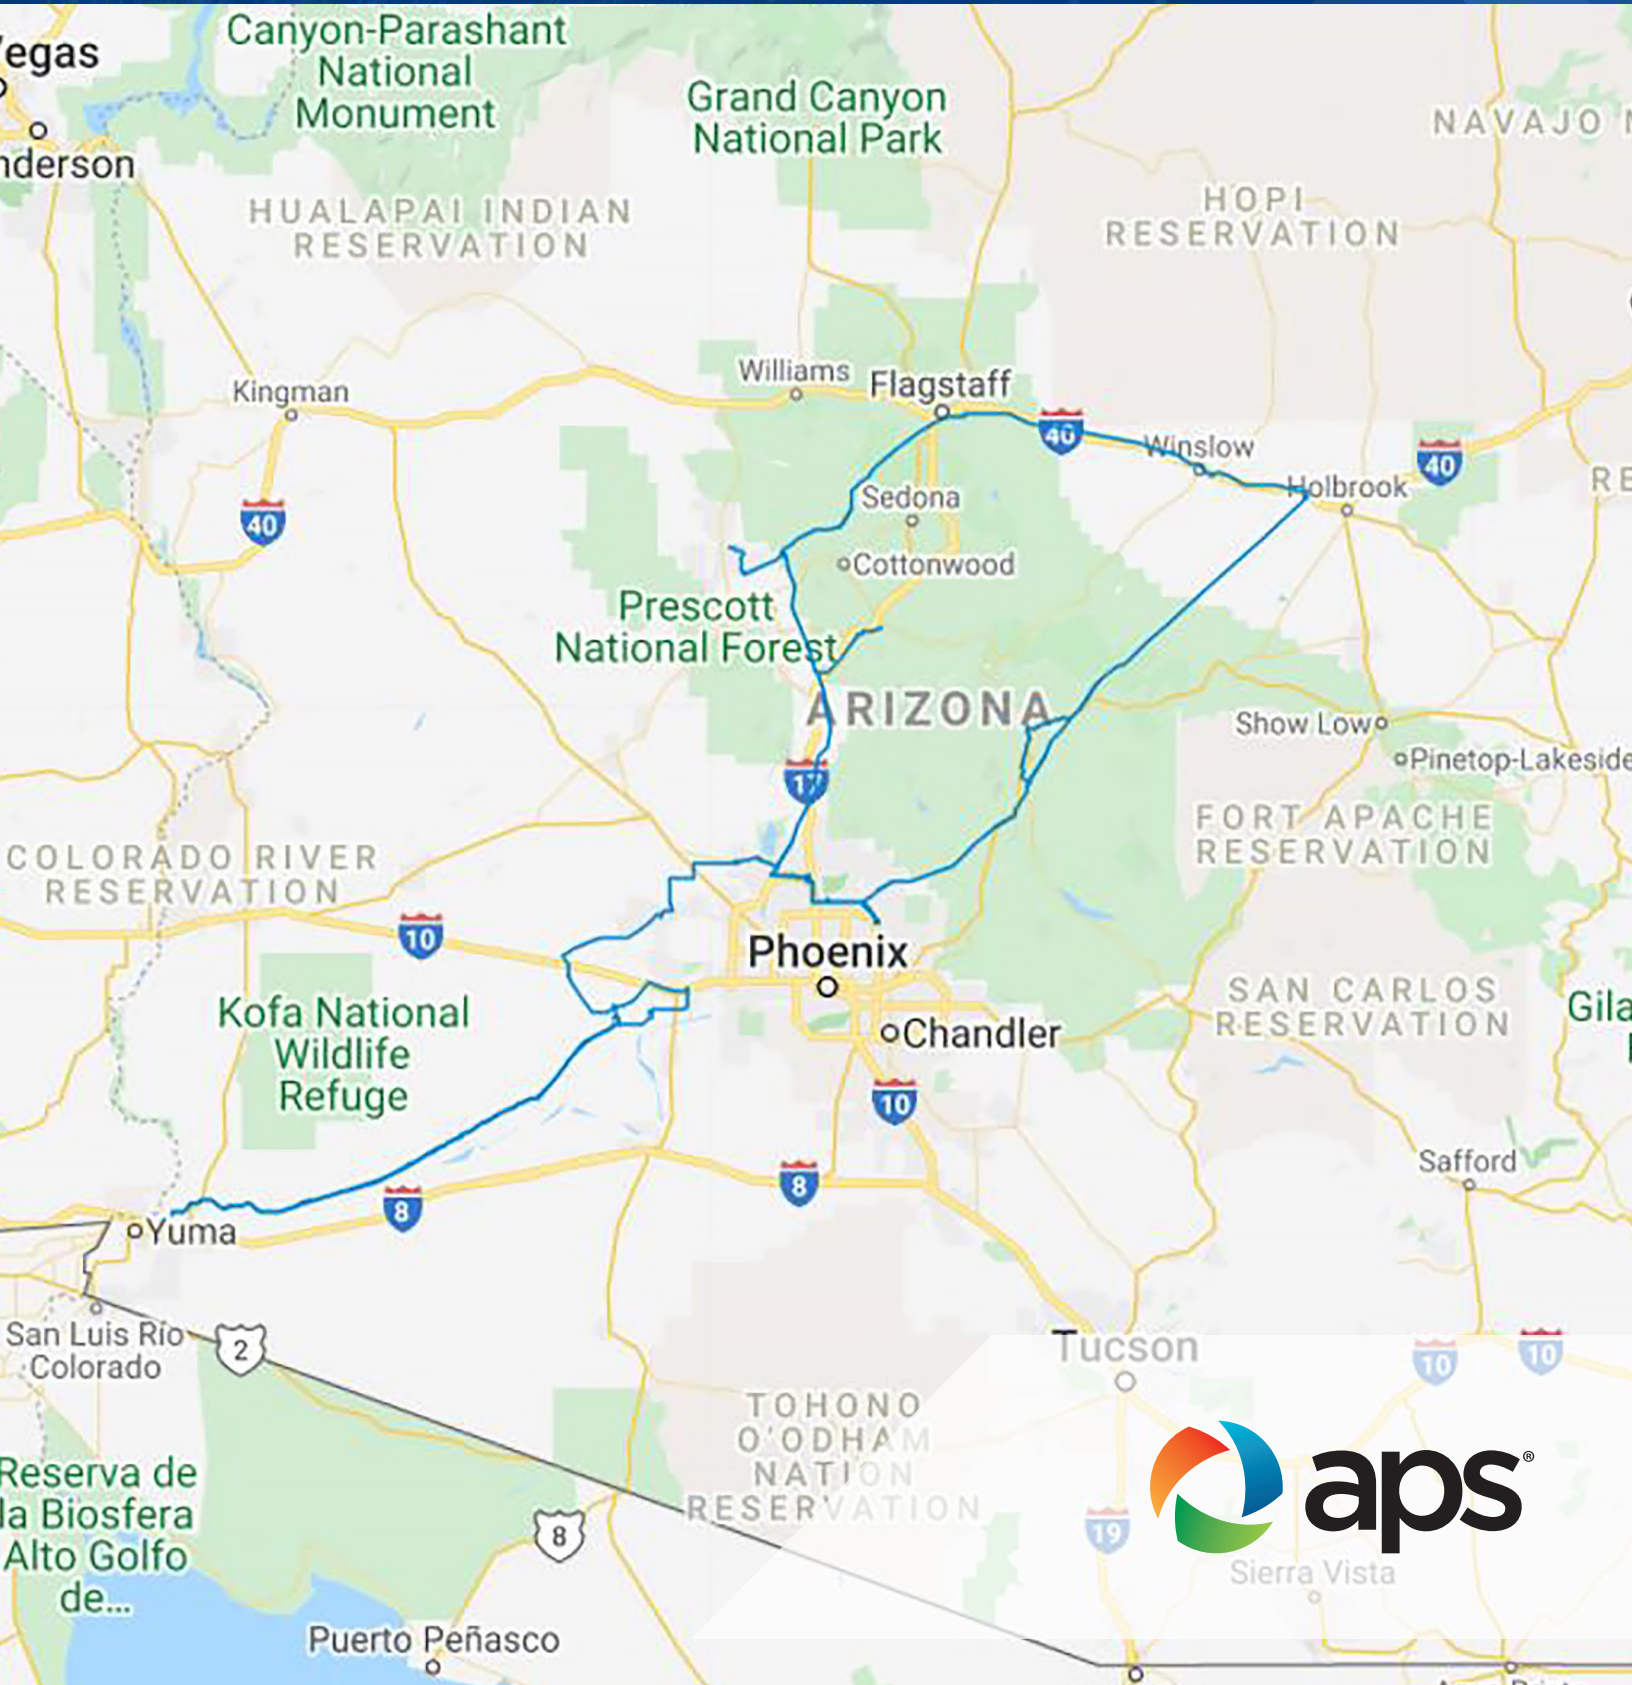 Canyon-Parashant
National
Monument
Grand Canyon
National Park
NAVAJO
HUALAPAI INDIAN
RESERVATION
HOPI
RESERVATION
Kingman
Williams
Flagstaff
40
Winslow
Holbrook
40
40
Sedona
Cottonwood
Prescott
National Forest
ARIZONA
Show Low
Pinetop-Lakeside
17
FORT APACHE
RESERVATION
COLORADO RIVER
RESERVATION
10
Phoenix
Kofa National
Wildlife
Refuge
SAN CARLOS
RESERVATION
Gila
Chandler
10
Safford
8
8
Yuma
San Luis Río
Colorado
2
Tucson
10
10
TOHONO
O'ODHAM
NATION
RESERVATION
aps®
Reserva de
la Biosfera
Alto Golfo
de...
8
19
Sierra Vista
Puerto Peñasco